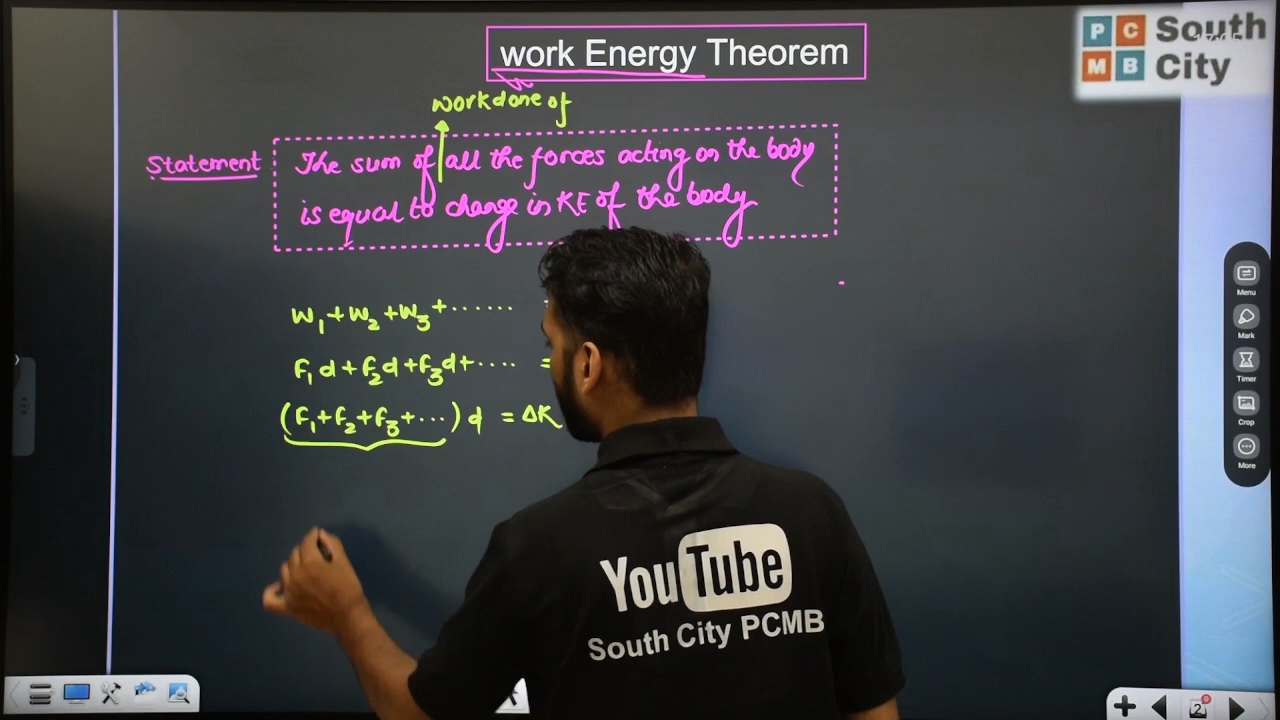 work Energy Theorem
P C M B South City
workdone of
Statement
The sum of all the forces acting on the body
is equal to change in KE of the body
W₁+W₂+W₃+......
F₁d+F₂d+F₃d+.... =
(F₁+F₂+F₃+...) d = ΔK
YouTube
South City PCMB
Menu
Mark
Timer
Crop
More
2